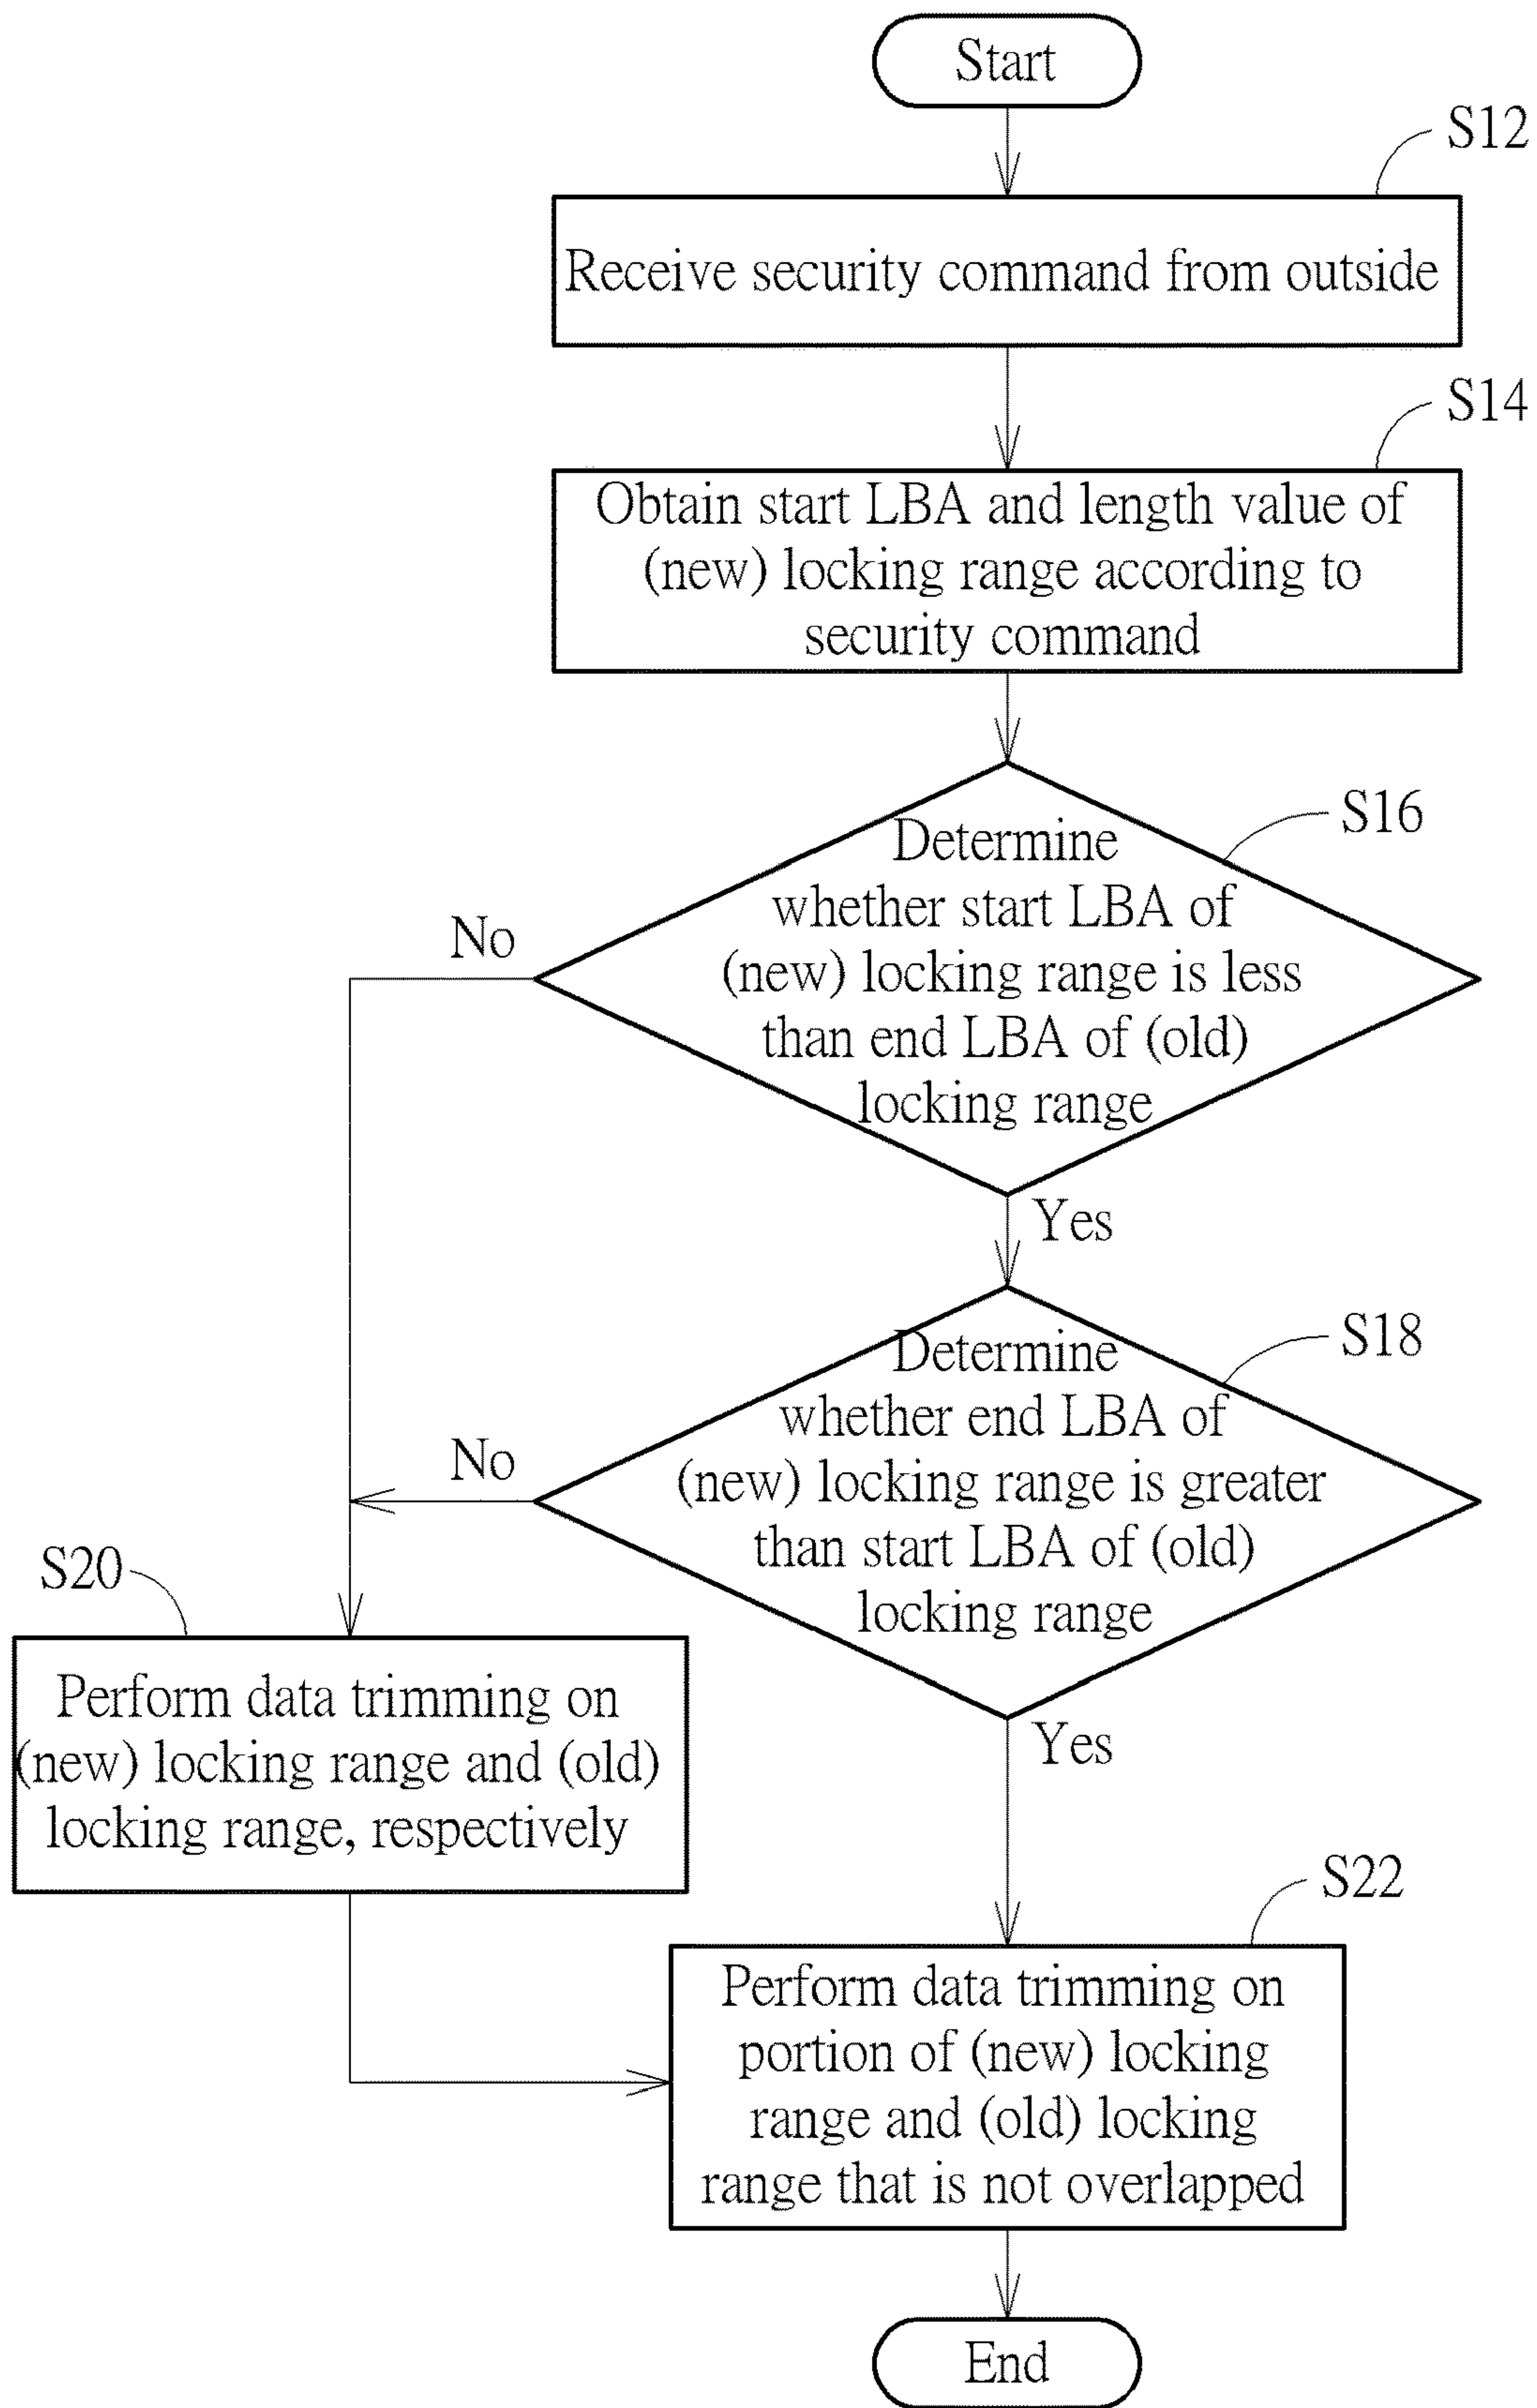 Start
S12
Receive security command from outside
S14
Obtain start LBA and length value of
(new) locking range according to
security command
S16
Determine
whether start LBA of
(new) locking range is less
than end LBA of (old)
locking range
No
Yes
S18
Determine
whether end LBA of
(new) locking range is greater
than start LBA of (old)
locking range
No
Yes
S20
Perform data trimming on
(new) locking range and (old)
locking range, respectively
S22
Perform data trimming on
portion of (new) locking
range and (old) locking
range that is not overlapped
End